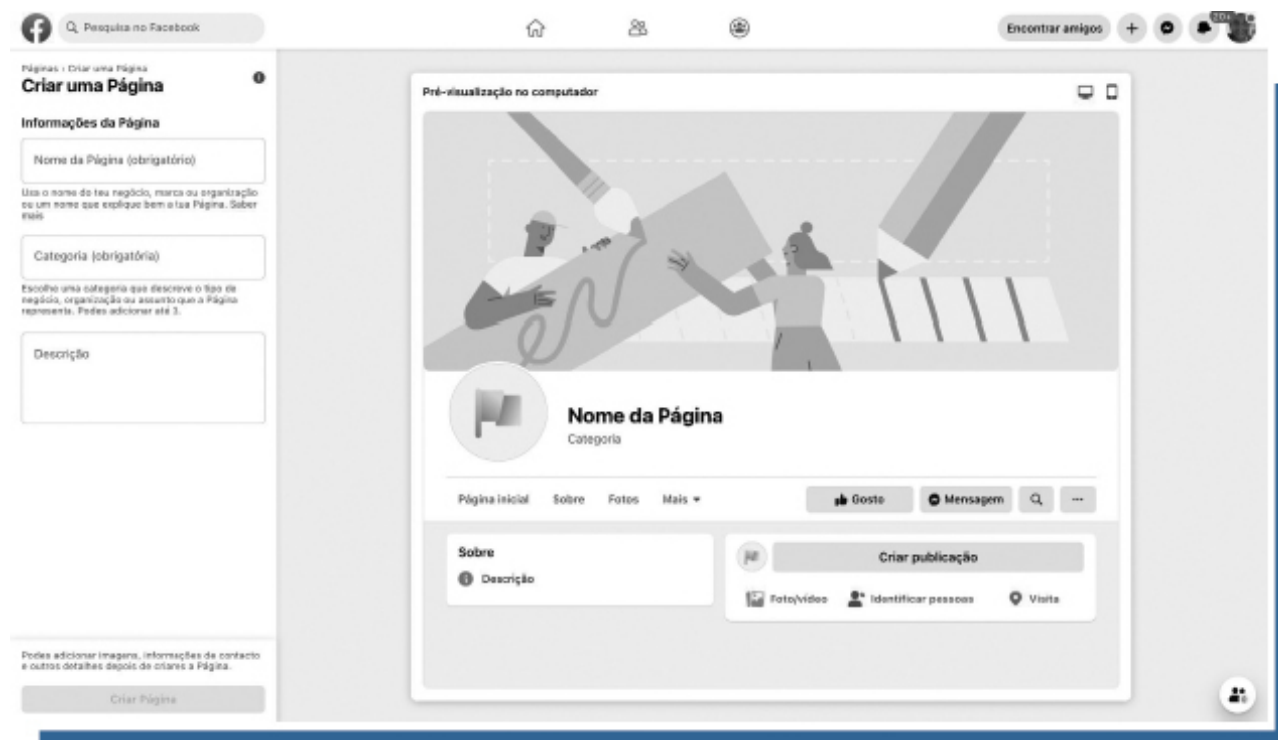 Pesquisa no Facebook
Encontrar amigos
20+
Páginas › Criar uma Página
Criar uma Página
Informações da Página
Nome da Página (obrigatório)
Usa o nome do teu negócio, marca ou organização
ou um nome que explique bem a tua Página. Saber
mais
Categoria (obrigatória)
Escolhe uma categoria que descreve o tipo de
negócio, organização ou assunto que a Página
representa. Podes adicionar até 3.
Descrição
Podes adicionar imagens, informações de contacto
e outros detalhes depois de criares a Página.
Criar Página
Pré-visualização no computador
Nome da Página
Categoria
Página inicial Sobre Fotos Mais
Gosto Mensagem
Sobre
Descrição
Criar publicação
Foto/vídeo Identificar pessoas Visita